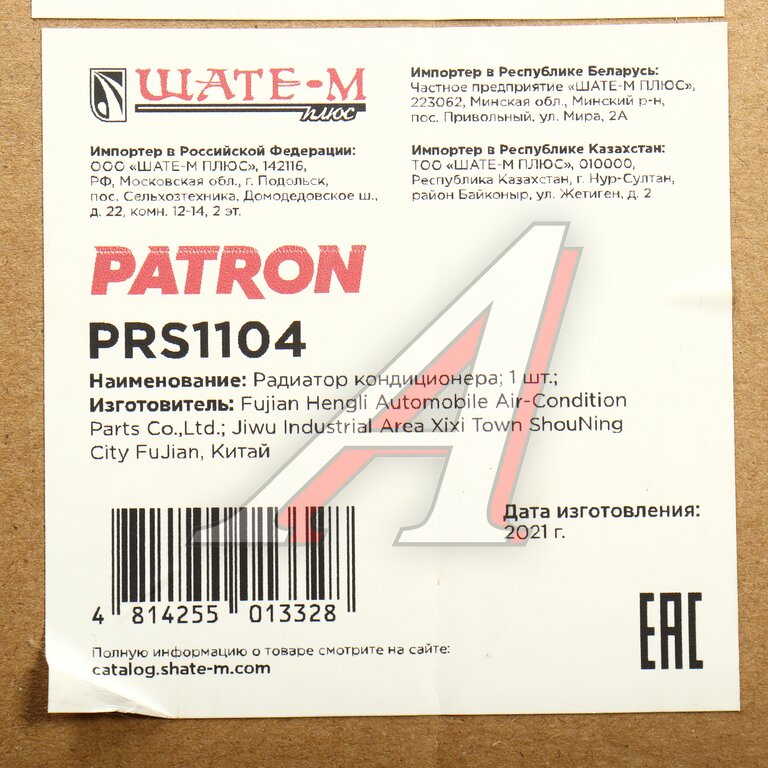 ШАТЕ-М
плюс
Импортер в Российской Федерации:
ООО «ШАТЕ-М ПЛЮС», 142116,
РФ, Московская обл., г. Подольск,
пос. Сельхозтехника, Домодедовское ш.,
д. 22, комн. 12-14, 2 эт.
Импортер в Республике Беларусь:
Частное предприятие «ШАТЕ-М ПЛЮС»,
223062, Минская обл., Минский р-н,
пос. Привольный, ул. Мира, 2А
Импортер в Республике Казахстан:
ТОО «ШАТЕ-М ПЛЮС», 010000,
Республика Казахстан, г. Нур-Султан,
район Байконыр, ул. Жетиген, д. 2
PATRON
PRS1104
Наименование: Радиатор кондиционера; 1 шт.;
Изготовитель: Fujian Hengli Automobile Air-Condition
Parts Co.,Ltd.; Jiwu Industrial Area Xixi Town ShouNing
City FuJian, Китай
Дата изготовления:
2021 г.
4 814255 013328
EAC
Полную информацию о товаре смотрите на сайте:
catalog.shate-m.com